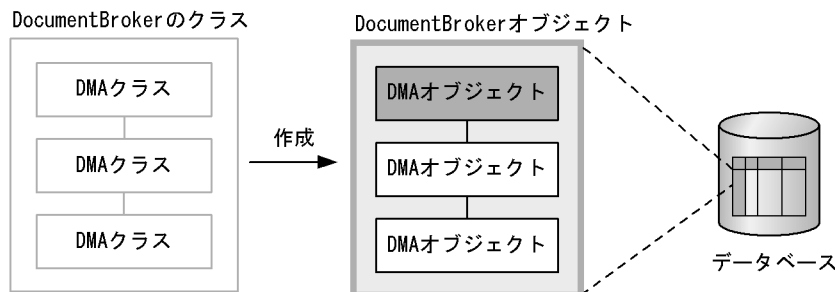 DocumentBrokerのクラス
DMAクラス
DMAクラス
DMAクラス
作成
DocumentBrokerオブジェクト
DMAオブジェクト
DMAオブジェクト
DMAオブジェクト
データベース